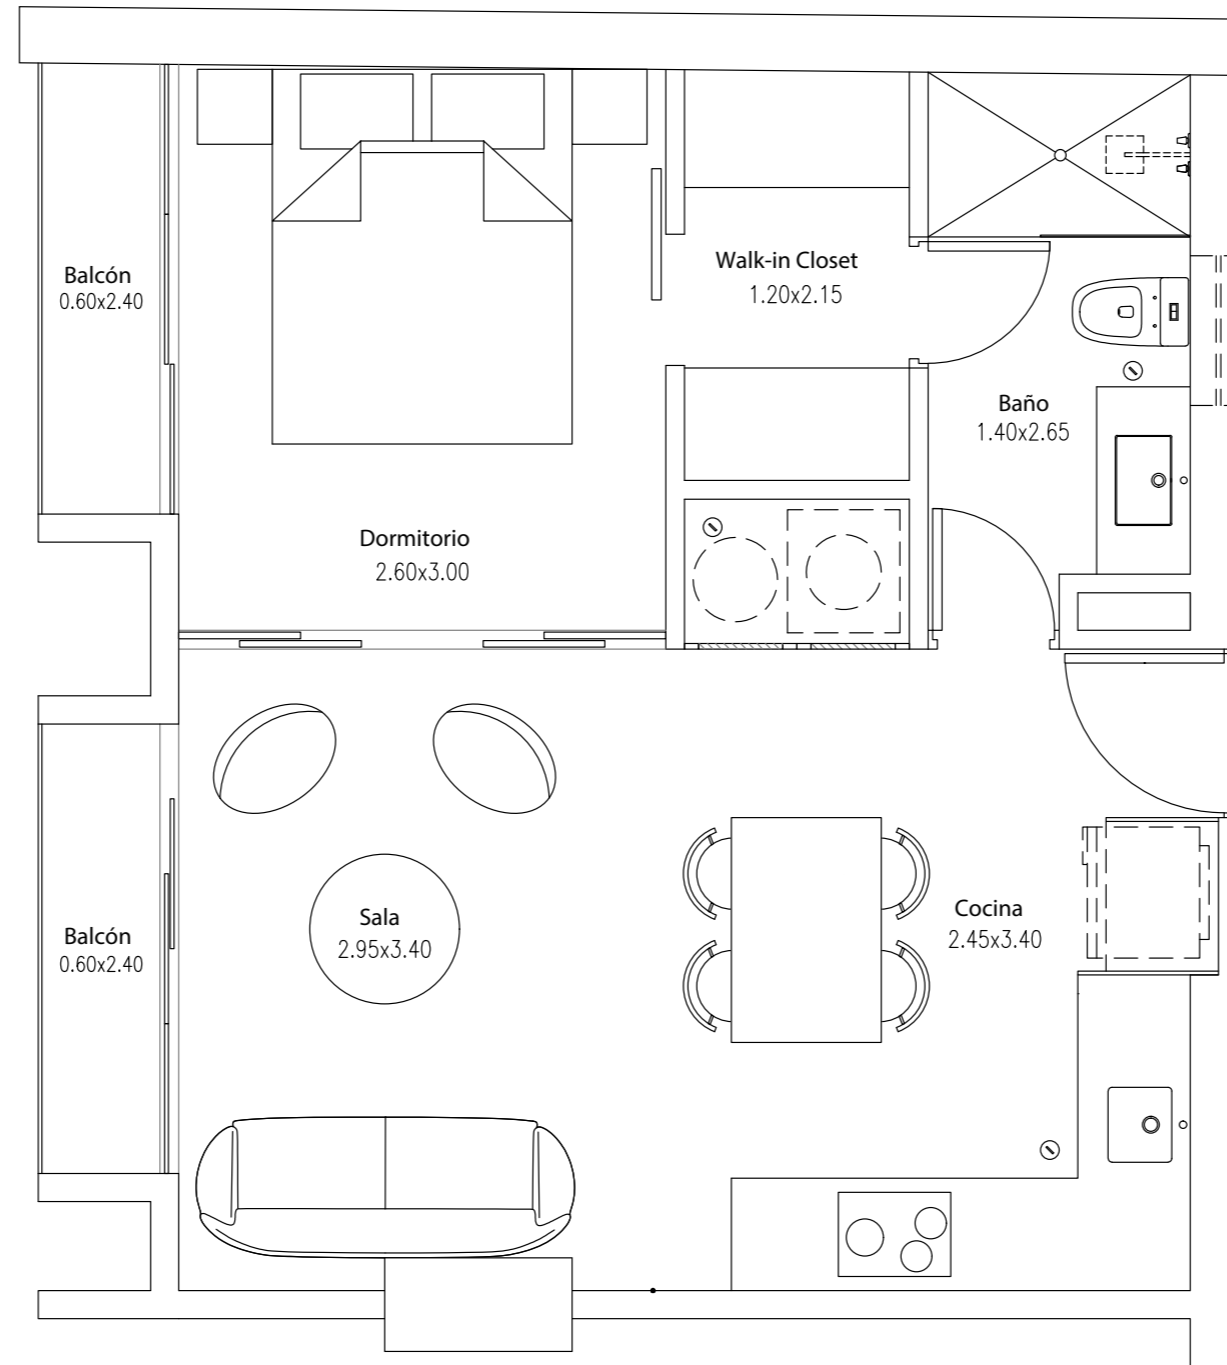 Walk-in Closet
1.20x2.15
Balcón
0.60x2.40
Baño
1.40x2.65
Dormitorio
2.60x3.00
Sala
2.95x3.40
Cocina
2.45x3.40
Balcón
0.60x2.40